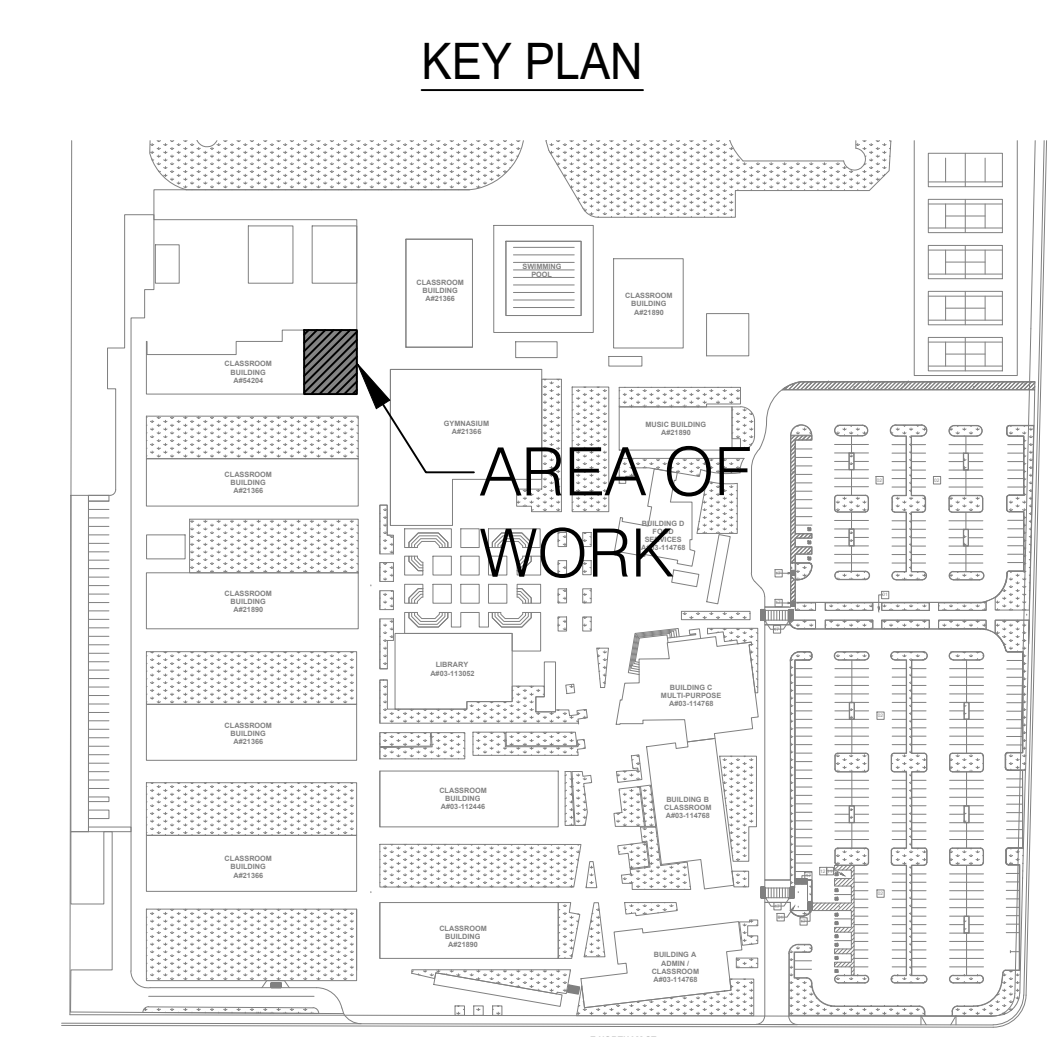 KEY PLAN
SWIMMING
POOL
CLASSROOM
BUILDING
A#21366
CLASSROOM
BUILDING
A#21890
CLASSROOM
BUILDING
A#54204
GYMNASIUM
A#21366
MUSIC BUILDING
A#21890
AREA OF
WORK
CLASSROOM
BUILDING
A#21366
BUILDING D
FOOD
SERVICES
A#03-114768
CLASSROOM
BUILDING
A#21890
LIBRARY
A#03-113052
BUILDING C
MULTI-PURPOSE
A#03-114768
CLASSROOM
BUILDING
A#21366
CLASSROOM
BUILDING
A#03-112446
BUILDING B
CLASSROOM
A#03-114768
CLASSROOM
BUILDING
A#21366
CLASSROOM
BUILDING
A#21890
BUILDING A
ADMIN /
CLASSROOM
A#03-114768